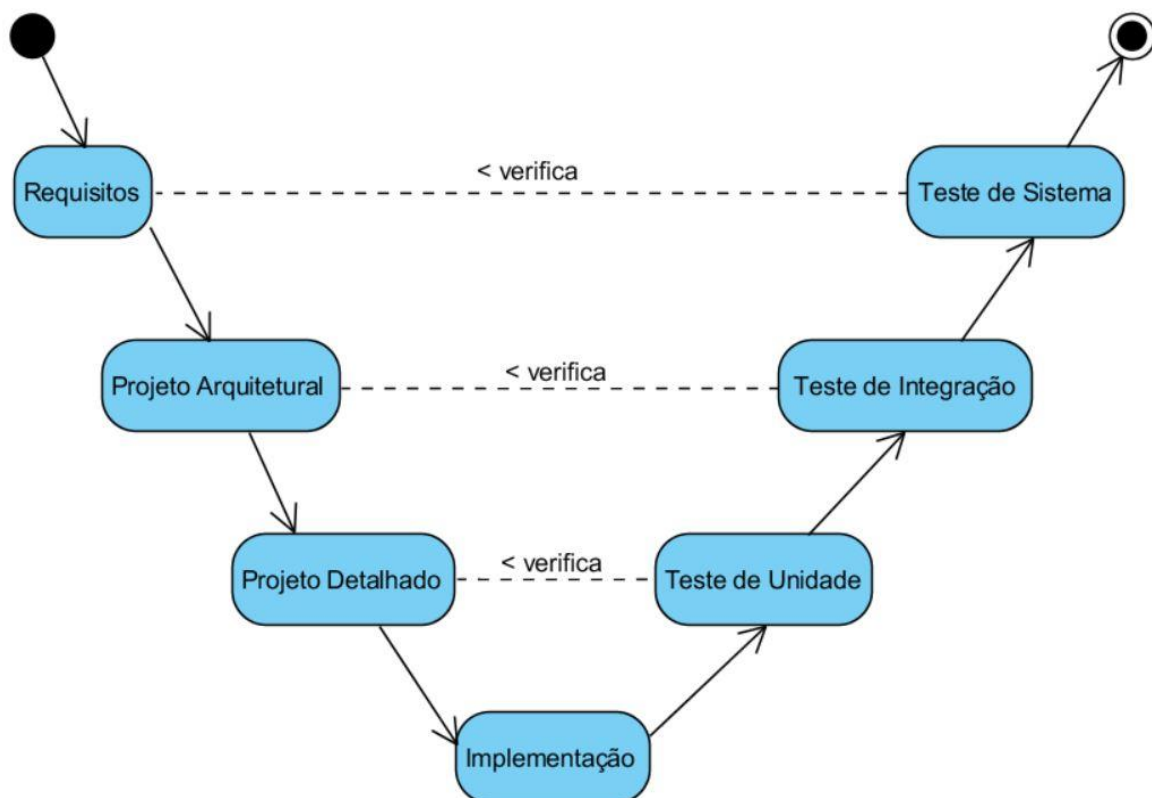 < verifica
Requisitos
Teste de Sistema
< verifica
Projeto Arquitetural
Teste de Integração
< verifica
Projeto Detalhado
Teste de Unidade
Implementação